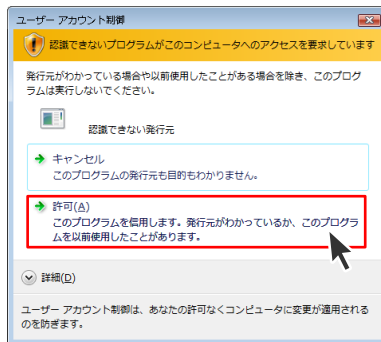 ユーザー アカウント制御
認識できないプログラムがこのコンピュータへのアクセスを要求しています
発行元がわかっている場合や以前使用したことがある場合を除き、このプログ
ラムは実行しないでください。
認識できない発行元
キャンセル
このプログラムの発行元も目的もわかりません。
許可(A)
このプログラムを信用します。発行元がわかっているか、このプログラ
ムを以前使用したことがあります。
詳細(D)
ユーザー アカウント制御は、あなたの許可なくコンピュータに変更が適用される
のを防ぎます。